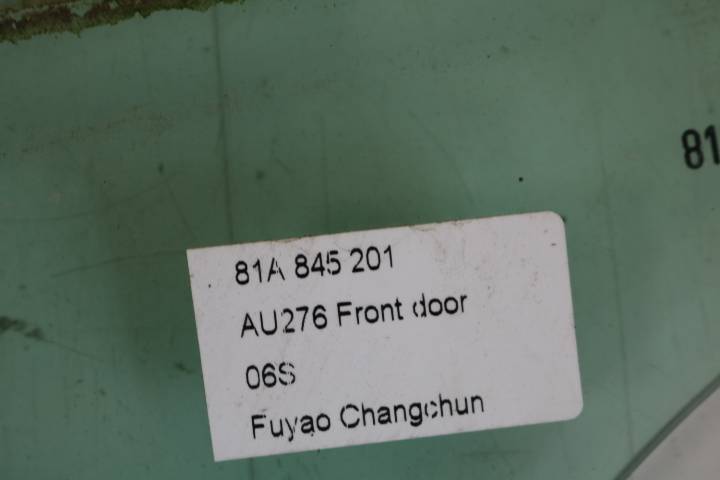 81A 845 201
AU276 Front door
06S
Fuyao Changchun
81